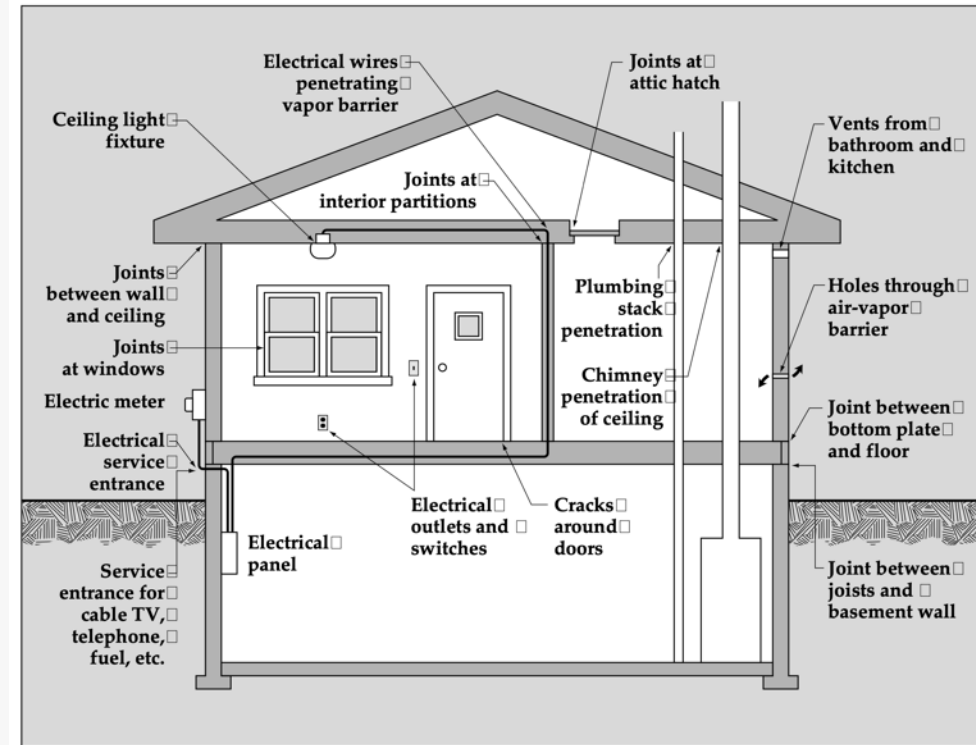 Electrical wires□
penetrating□
vapor barrier
Joints at□
attic hatch
Ceiling light□
fixture
Vents from□
bathroom and□
kitchen
Joints at□
interior partitions
Joints□
between wall□
and ceiling
Plumbing□
stack□
penetration
Holes through□
air-vapor□
barrier
Joints□
at windows
Chimney□
penetration□
of ceiling
Electric meter
Joint between□
bottom plate□
and floor
Electrical□
service□
entrance
Electrical□
outlets and□
switches
Cracks□
around□
doors
Electrical□
panel
Service□
entrance for□
cable TV,□
telephone,□
fuel, etc.
Joint between□
joists and□
basement wall